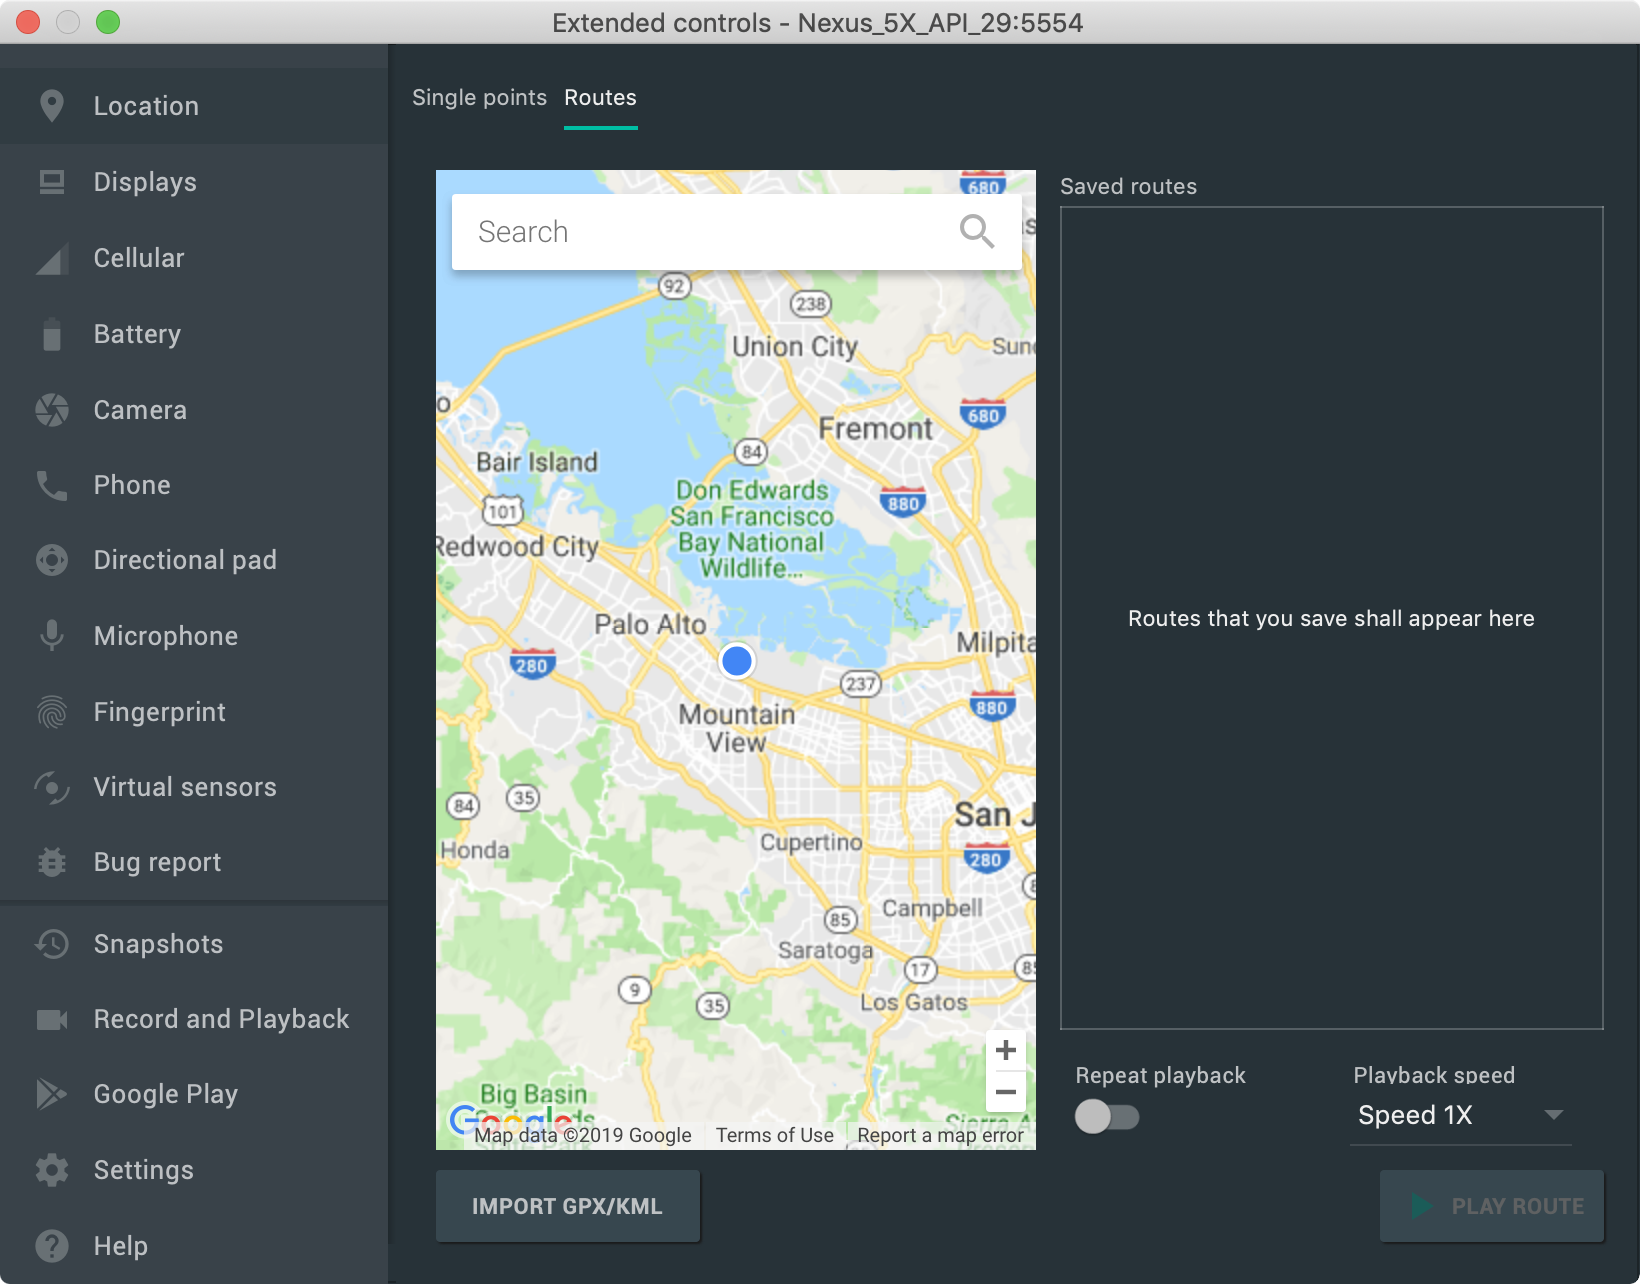 Extended controls - Nexus_5X_API_29:5554
Location
Displays
Cellular
Battery
Camera
Phone
Directional pad
Microphone
Fingerprint
Virtual sensors
Bug report
Snapshots
Record and Playback
Google Play
Settings
Help
Single points Routes
680
Search
92
238
Union City
680
Fremont
84
Bair Island
Don Edwards
San Francisco
Bay National
Wildlife...
880
101
Redwood City
Palo Alto
280
237
880
Mountain
View
84
35
Honda
Cupertino
280
85
Campbell
Saratoga
17
9
35
Los Gatos
+
−
Big Basin
Google
Map data ©2019 Google Terms of Use Report a map error
IMPORT GPX/KML
Saved routes
Routes that you save shall appear here
Repeat playback
Playback speed
Speed 1X
PLAY ROUTE